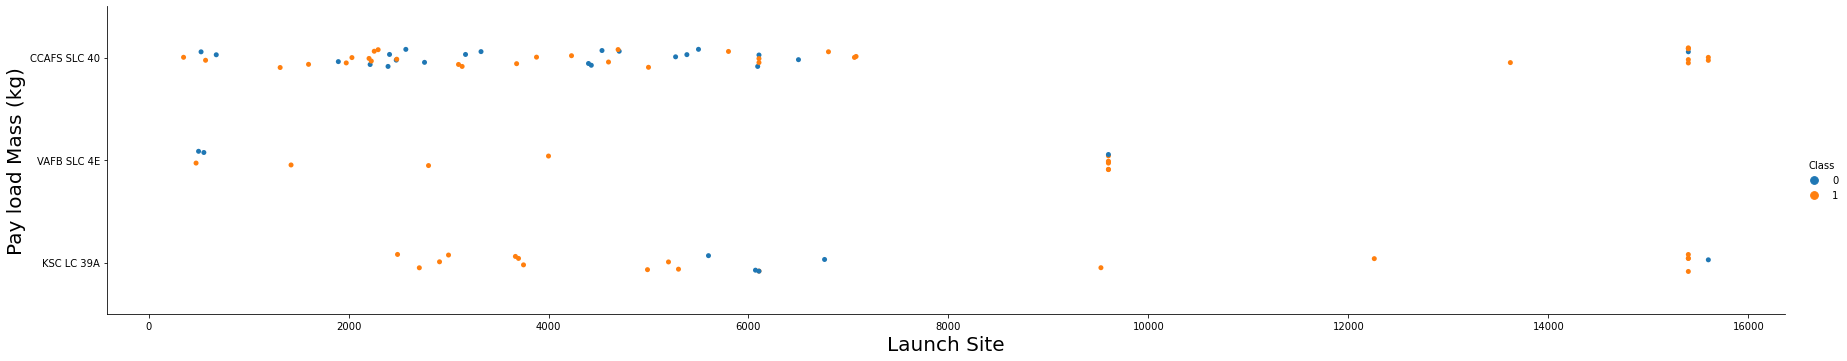 Pay load Mass (kg)
CCAFS SLC 40
VAFB SLC 4E
KSC LC 39A
0 2000 4000 6000 8000 10000 12000 14000 16000
Launch Site
Class
0
1